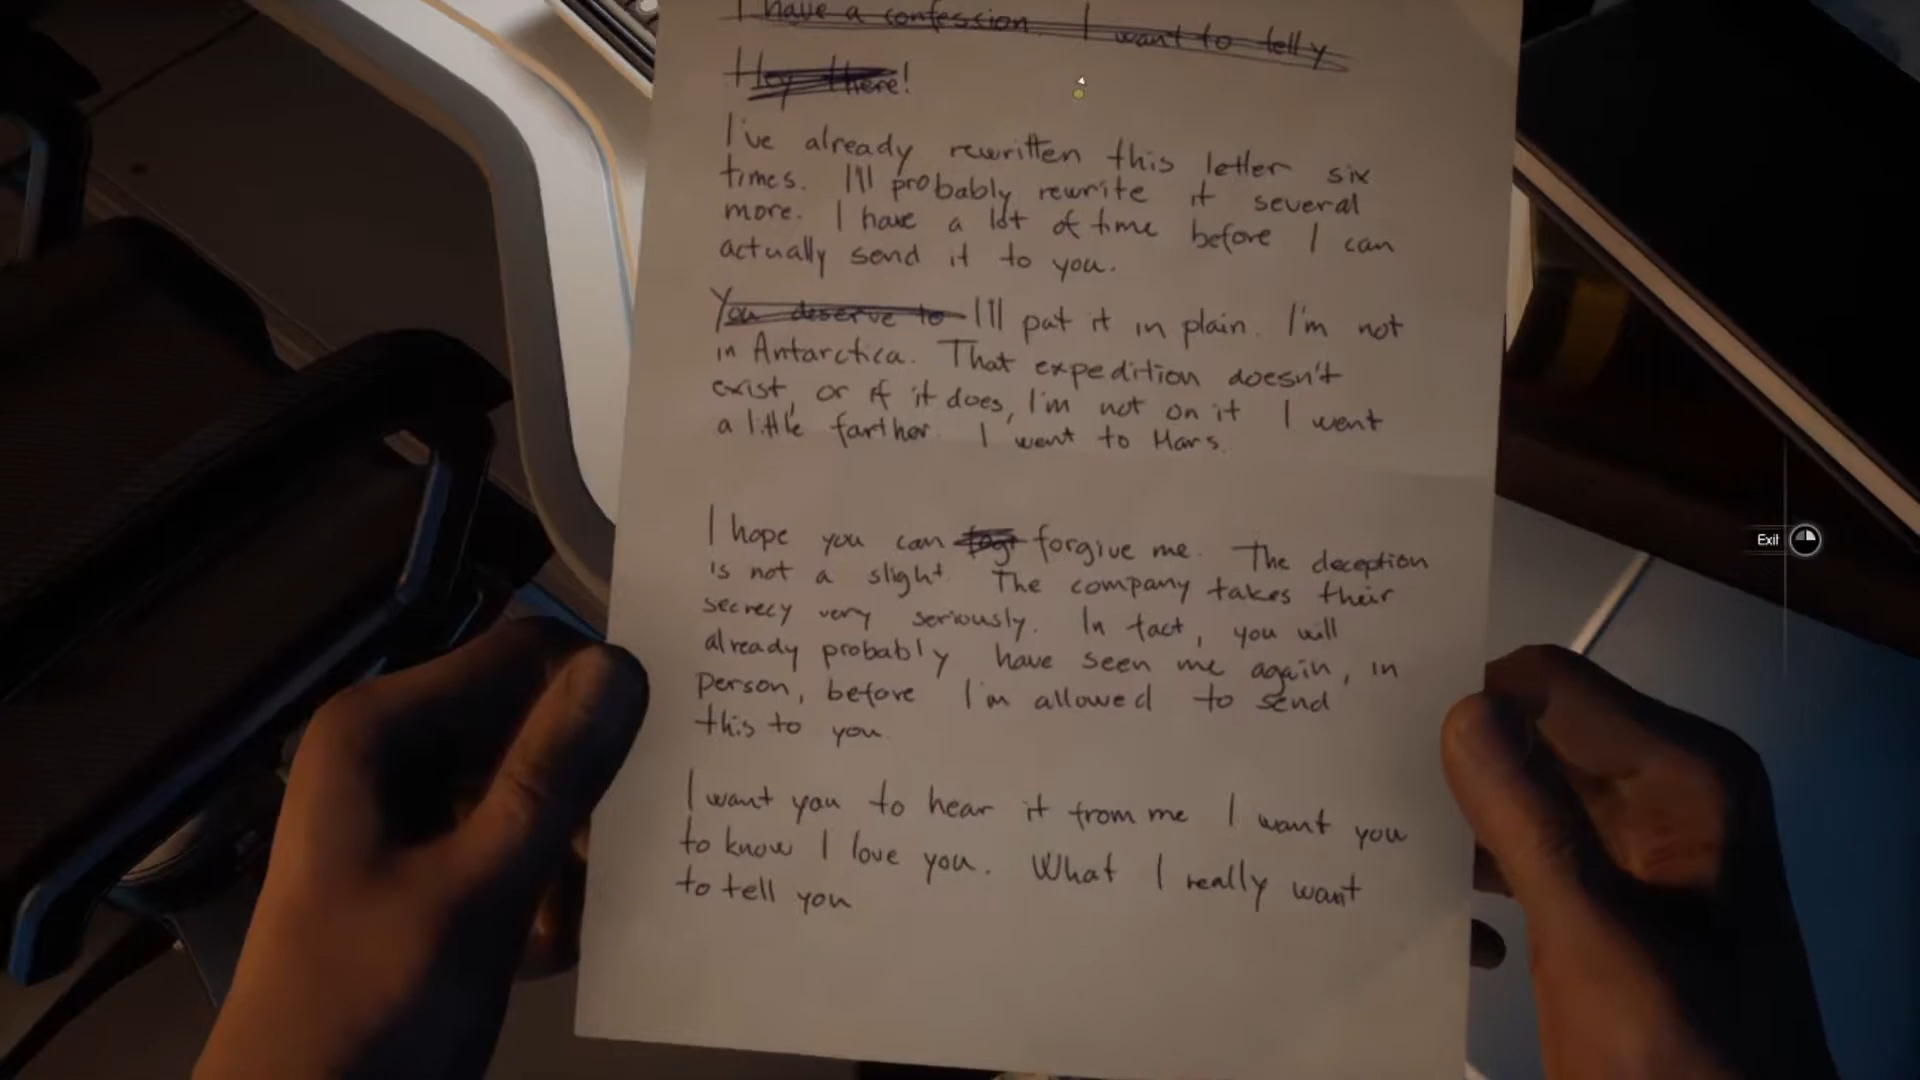 I have a confession. I want to tell y
Hey there!
I've already rewritten this letter six
times. I'll probably rewrite it several
more. I have a lot of time before I can
actually send it to you.
You deserve to I'll put it in plain. I'm not
in Antarctica. That expedition doesn't
exist, or if it does, I'm not on it I went
a little farther. I went to Mars.
I hope you can forgive me. The deception
is not a slight. The company takes their
secrecy very seriously. In fact, you will
already probably have seen me again, in
person, before I'm allowed to send
this to you.
I want you to hear it from me I want you
to know I love you. What I really want
to tell you
Exit